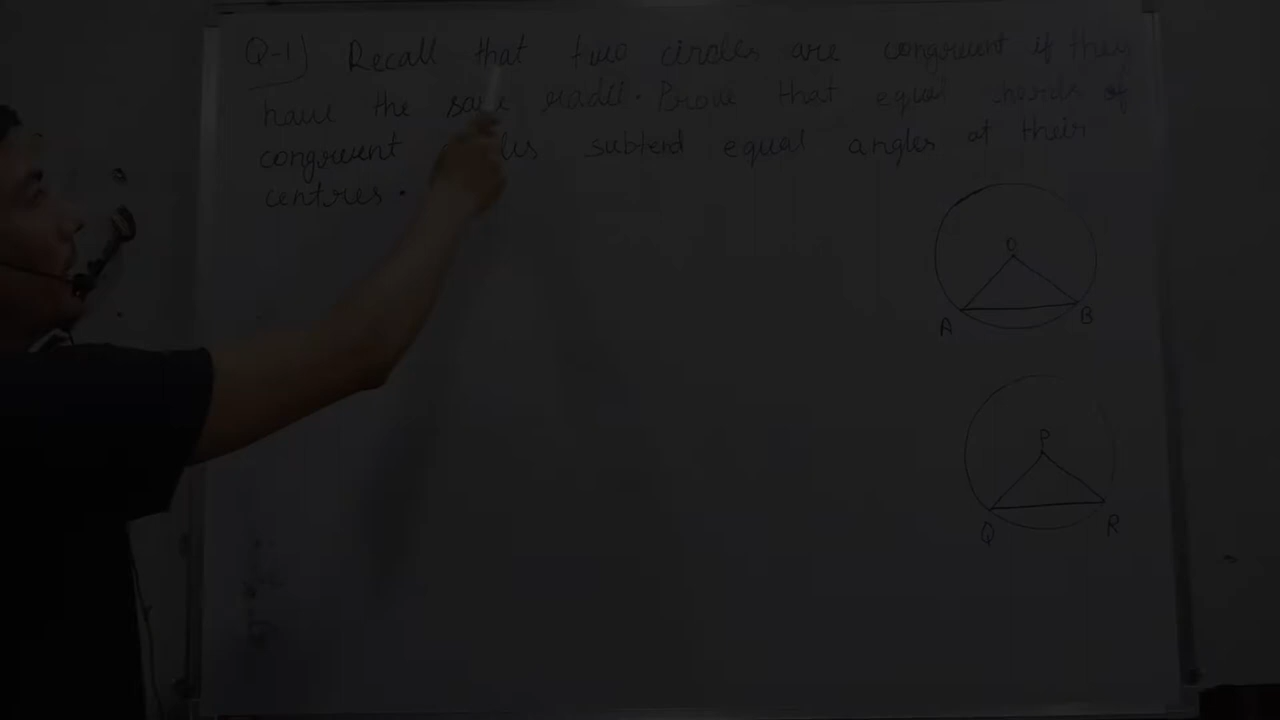 Q-1) Recall that two circles are congruent if they
have the same radii. Prove that equal chords of
congruent subtend equal angles at their
centres.
O
A B
P
Q R